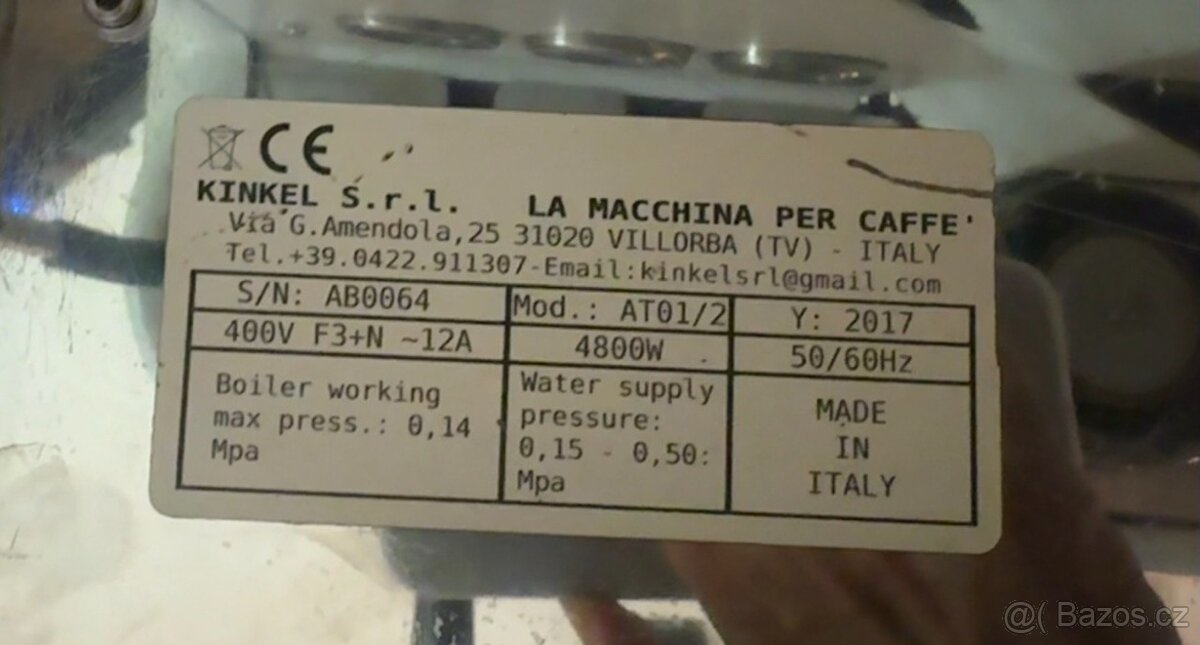 CE
KINKEL S.r.l. LA MACCHINA PER CAFFE'
Via G.Amendola,25 31020 VILLORBA (TV) - ITALY
Tel.+39.0422.911307-Email:kinkelsrl@gmail.com
S/N: AB0064 Mod.: AT01/2 Y: 2017
400V F3+N ~12A 4800W 50/60Hz
Boiler working
max press.: 0,14
Mpa
Water supply
pressure:
0,15 - 0,50:
Mpa
MADE
IN
ITALY
@( Bazos.cz